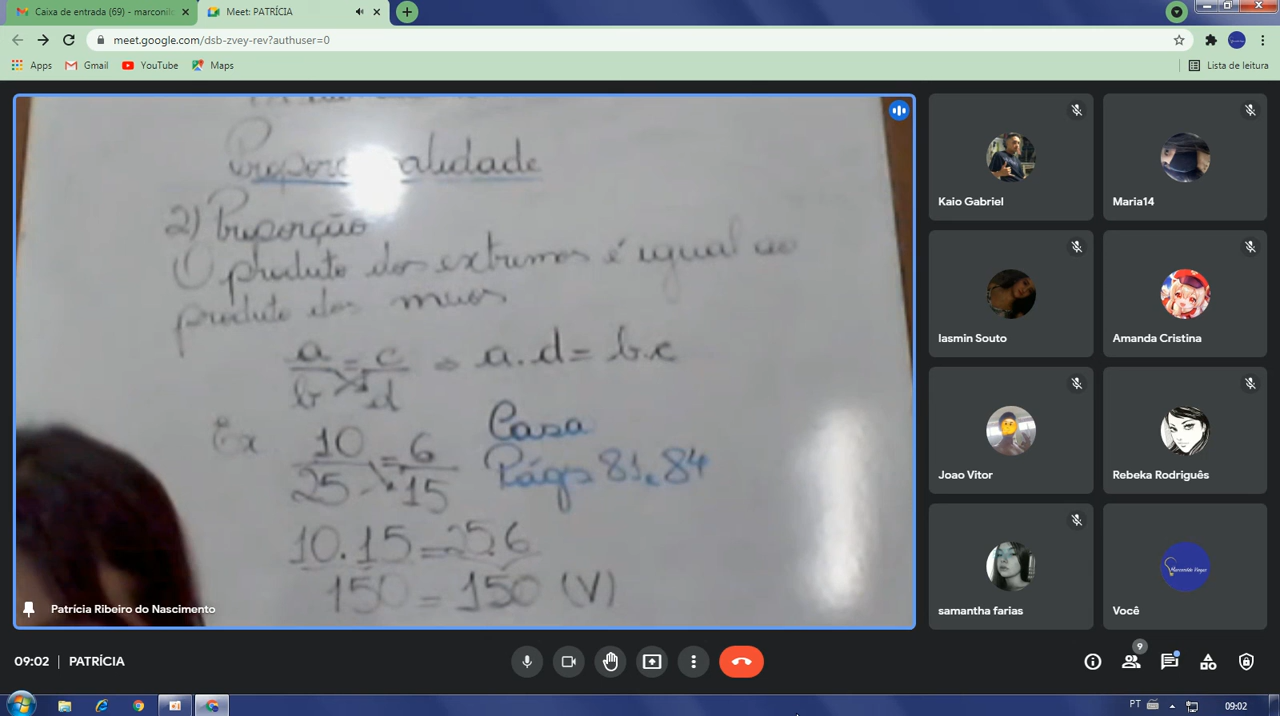 Caixa de entrada (69) - marconil
Meet: PATRÍCIA
meet.google.com/dsb-zvey-rev?authuser=0
Apps
Gmail
YouTube
Maps
Lista de leitura
2) Proporção
O produto dos extremos é igual ao
produto dos meios
a/b = c/d ⇒ a.d = b.c
Ex 10/25 = 6/15
Casa
Págs 81 e 84
10.15 = 25.6
150 = 150 (V)
Patrícia Ribeiro do Nascimento
Kaio Gabriel
Maria14
Iasmin Souto
Amanda Cristina
Joao Vitor
Rebeka Rodriguês
samantha farias
Você
09:02 | PATRÍCIA
9
PT
09:02